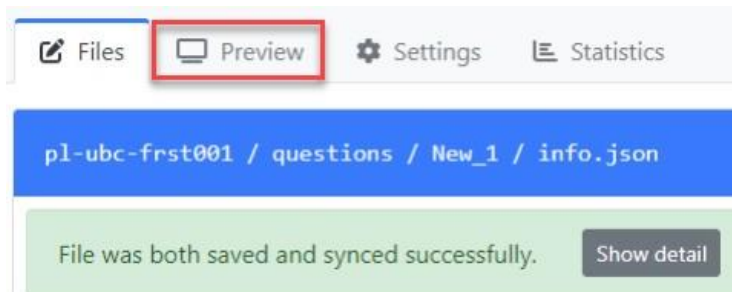 Files Preview Settings Statistics
pl-ubc-frst001 / questions / New_1 / info.json
File was both saved and synced successfully. Show detail